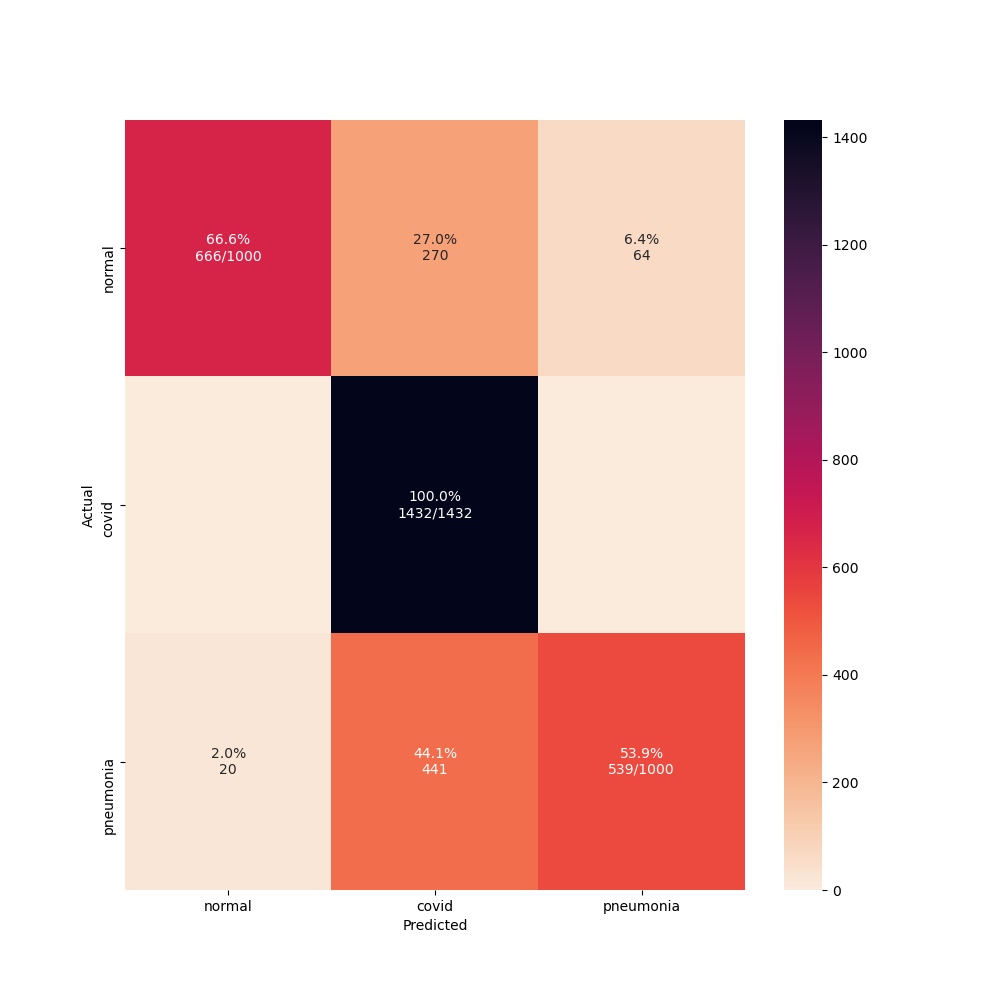 66.6%
666/1000
27.0%
270
6.4%
64
normal
100.0%
1432/1432
Actual
covid
2.0%
20
44.1%
441
53.9%
539/1000
pneumonia
normal
covid
pneumonia
Predicted
1400
1200
1000
800
600
400
200
0